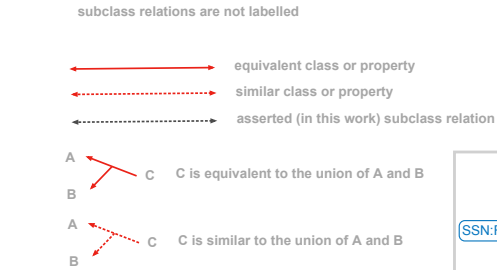 subclass relations are not labelled
equivalent class or property
similar class or property
asserted (in this work) subclass relation
A
C
C is equivalent to the union of A and B
B
A
C
C is similar to the union of A and B
B